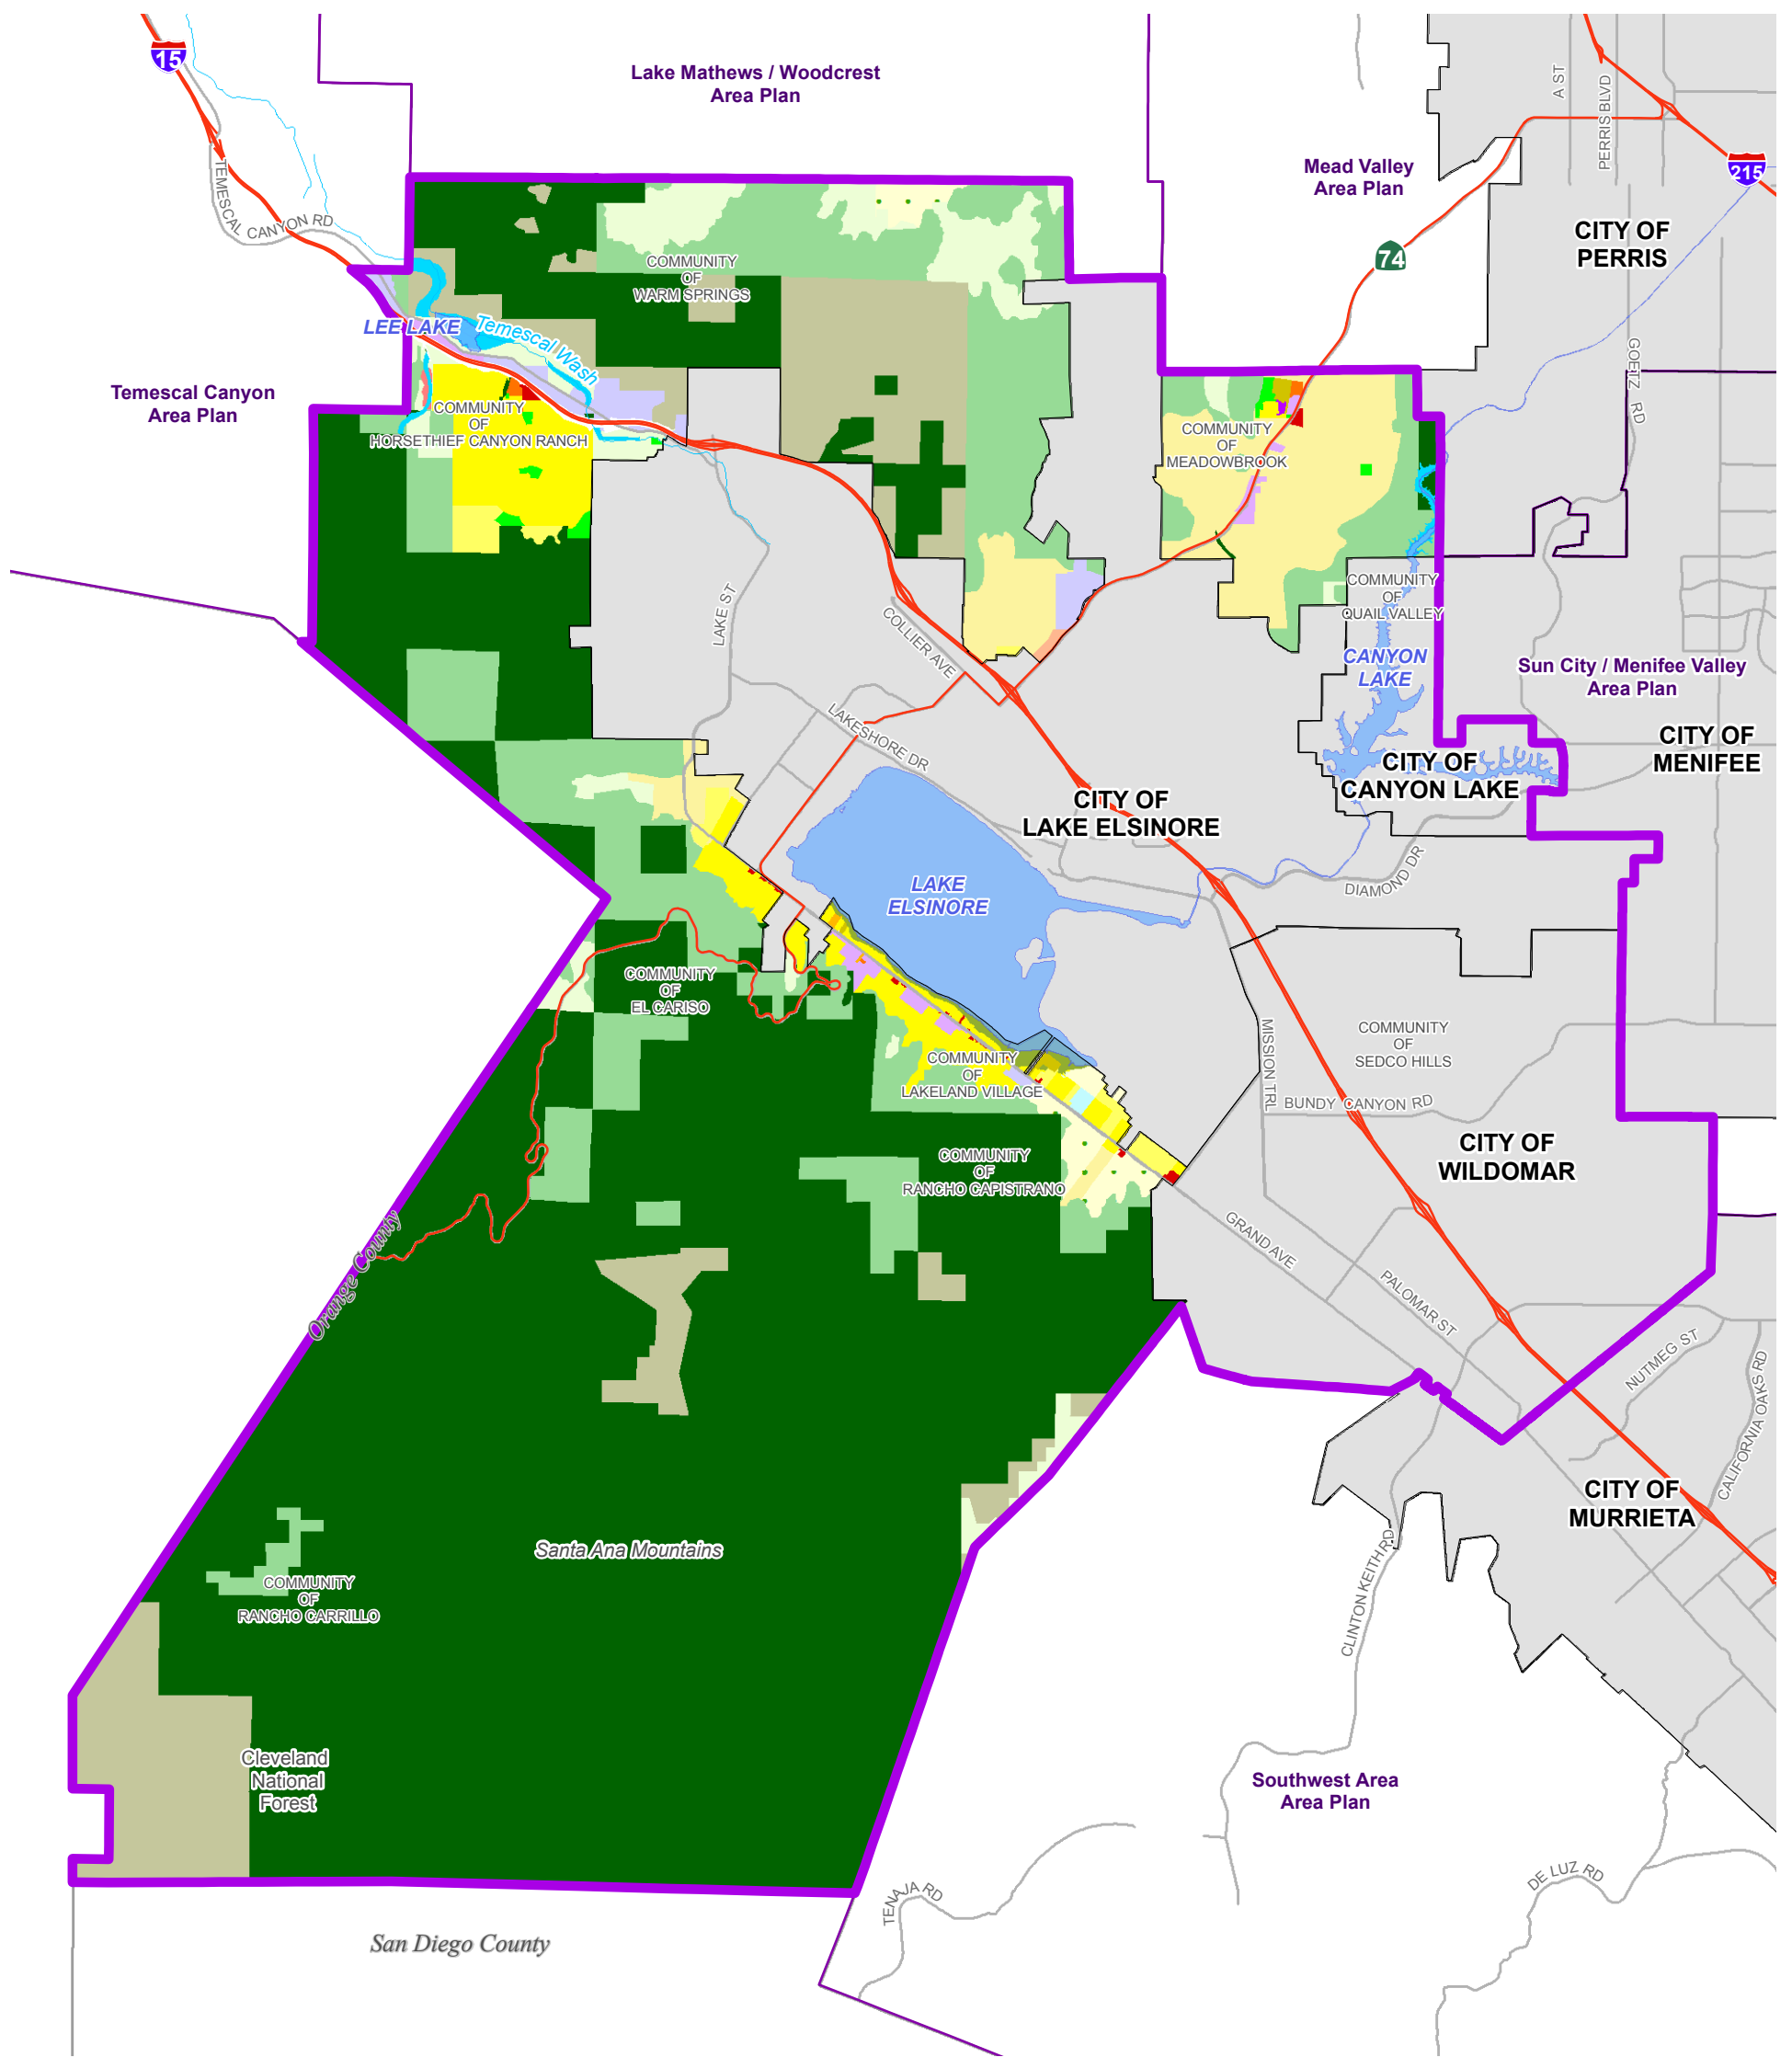 15
Lake Mathews / Woodcrest
Area Plan
A ST
PERRIS BLVD
Mead Valley
Area Plan
215
TEMESCAL CANYON RD
CITY OF
PERRIS
74
COMMUNITY
OF
WARM SPRINGS
LEE LAKE
Temescal Wash
GOETZ RD
Temescal Canyon
Area Plan
COMMUNITY
OF
HORSETHIEF CANYON RANCH
COMMUNITY
OF
MEADOWBROOK
LAKE ST
COLLIER AVE
COMMUNITY
OF
QUAIL VALLEY
CANYON
LAKE
Sun City / Menifee Valley
Area Plan
LAKESHORE DR
CITY OF
MENIFEE
CITY OF
CANYON LAKE
CITY OF
LAKE ELSINORE
DIAMOND DR
LAKE
ELSINORE
COMMUNITY
OF
EL CARISO
COMMUNITY
OF
SEDCO HILLS
MISSION TRL
COMMUNITY
OF
LAKELAND VILLAGE
BUNDY CANYON RD
CITY OF
WILDOMAR
COMMUNITY
OF
RANCHO CAPISTRANO
GRAND AVE
Orange County
PALOMAR ST
NUTMEG ST
CALIFORNIA OAKS RD
CITY OF
MURRIETA
Santa Ana Mountains
CLINTON KEITH RD
COMMUNITY
OF
RANCHO CARRILLO
Cleveland
National
Forest
Southwest Area
Area Plan
TENAJA RD
DE LUZ RD
San Diego County